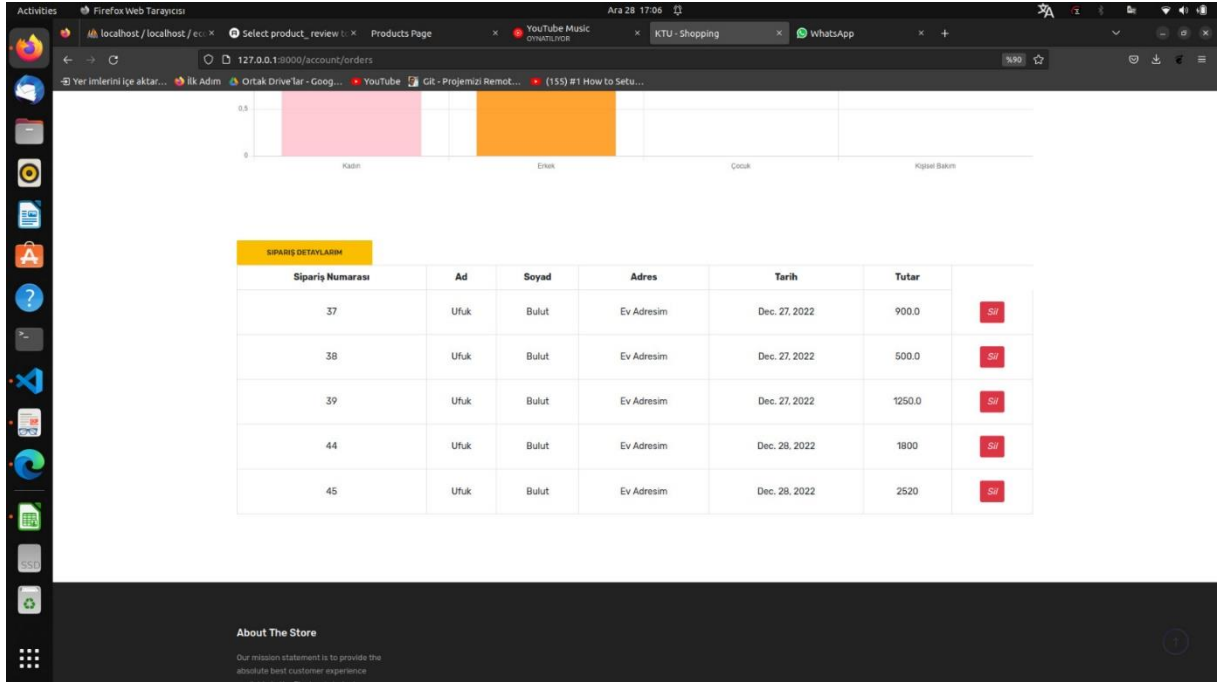 Activities Firefox Web Tarayıcısı Ara 28 17:06
localhost / localhost / ec Select product_review Products Page YouTube Music KTU - Shopping WhatsApp
OYNATILIYOR
127.0.0.1:8000/account/orders %90
Yer imlerini içe aktar... İlk Adım Ortak Drive'lar - Goog... YouTube Git - Projemizi Remot... (155) #1 How to Setu...
0,5
0
Kadın Erkek Çocuk Kişisel Bakım
SIPARIŞ DETAYLARIM
Sipariş Numarası Ad Soyad Adres Tarih Tutar
37 Ufuk Bulut Ev Adresim Dec. 27, 2022 900.0 Sil
38 Ufuk Bulut Ev Adresim Dec. 27, 2022 500.0 Sil
39 Ufuk Bulut Ev Adresim Dec. 27, 2022 1250.0 Sil
44 Ufuk Bulut Ev Adresim Dec. 28, 2022 1800 Sil
45 Ufuk Bulut Ev Adresim Dec. 28, 2022 2520 Sil
SSD
About The Store
Our mission statement is to provide the
absolute best customer experience